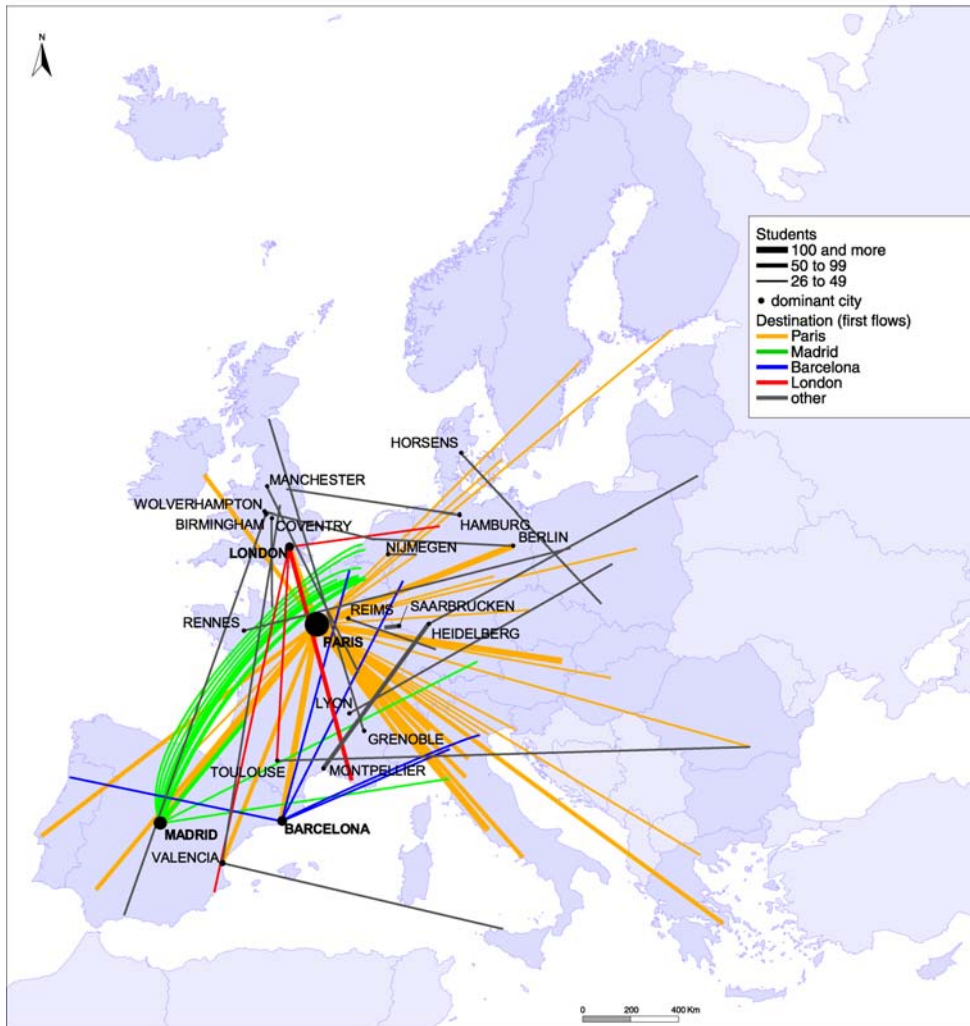 N
Students
100 and more
50 to 99
26 to 49
dominant city
Destination (first flows)
Paris
Madrid
Barcelona
London
other
HORSENS
MANCHESTER
WOLVERHAMPTON
BIRMINGHAM
COVENTRY
HAMBURG
LONDON
NIJMEGEN
BERLIN
REIMS
SAARBRÜCKEN
RENNES
HEIDELBERG
PARIS
LYON
GRENOBLE
TOULOUSE
MONTPELLIER
MADRID
BARCELONA
VALENCIA
0 200 400 Km